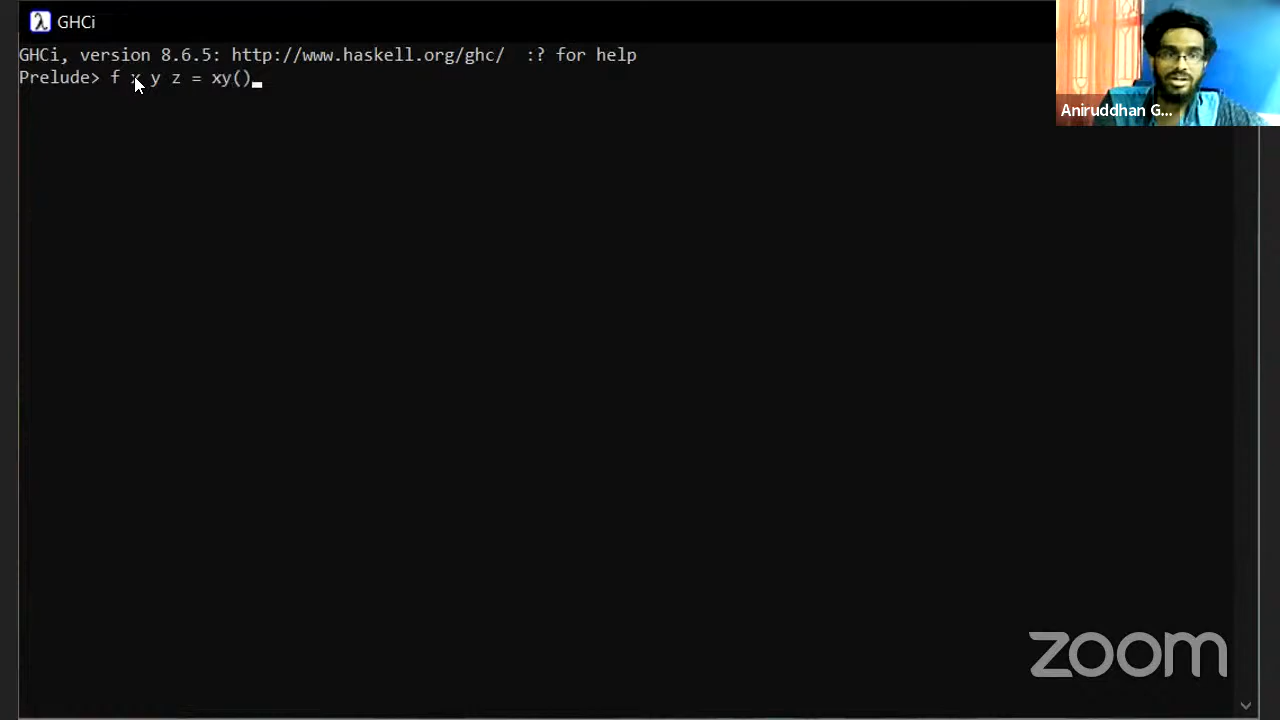 GHCi
GHCi, version 8.6.5: http://www.haskell.org/ghc/  :? for help
Prelude> f x y z = xy()
Aniruddhan G...
zoom